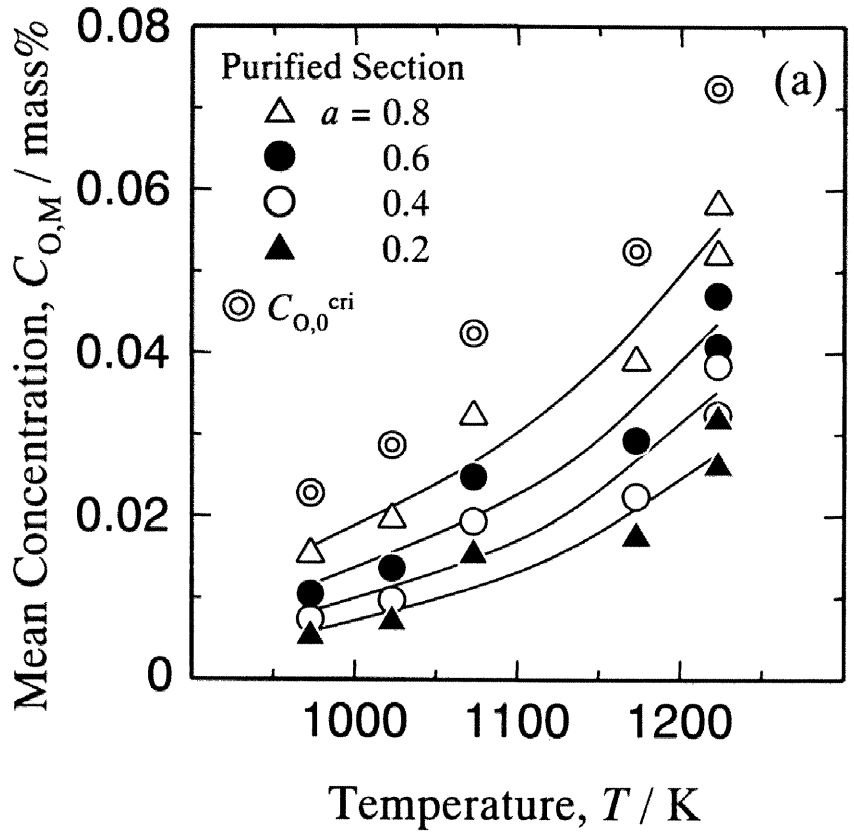 0.08
0.06
0.04
0.02
0
Mean Concentration, C_O,M / mass%
Purified Section
a = 0.8
0.6
0.4
0.2
C_O,0^cri
(a)
1000 1100 1200
Temperature, T / K